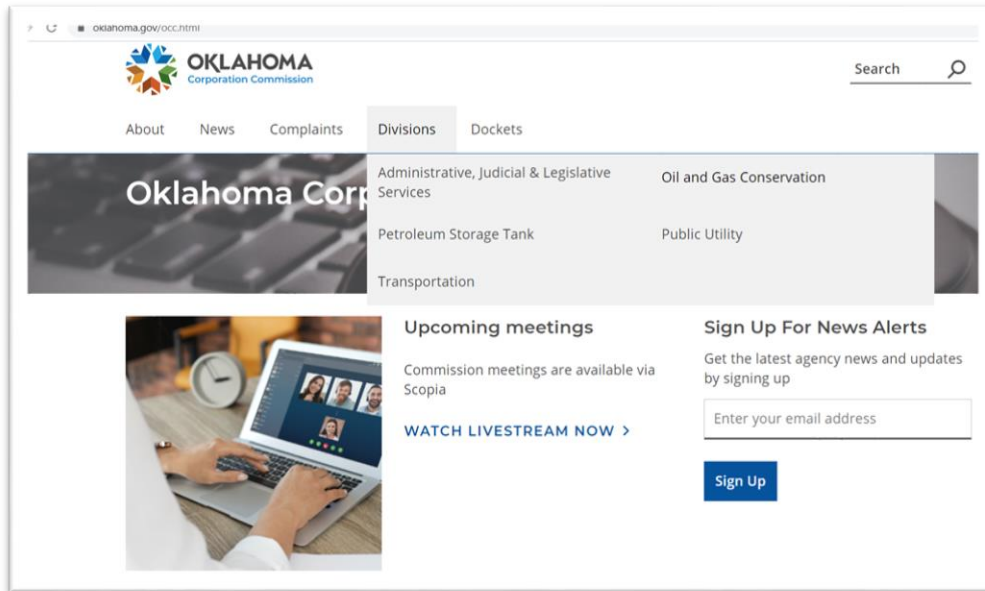 oklahoma.gov/occ.html
OKLAHOMA
Corporation Commission
Search
About News Complaints Divisions Dockets
Administrative, Judicial & Legislative
Services
Oil and Gas Conservation
Oklahoma Corp
Petroleum Storage Tank
Public Utility
Transportation
Upcoming meetings
Commission meetings are available via
Scopia
WATCH LIVESTREAM NOW >
Sign Up For News Alerts
Get the latest agency news and updates
by signing up
Enter your email address
Sign Up